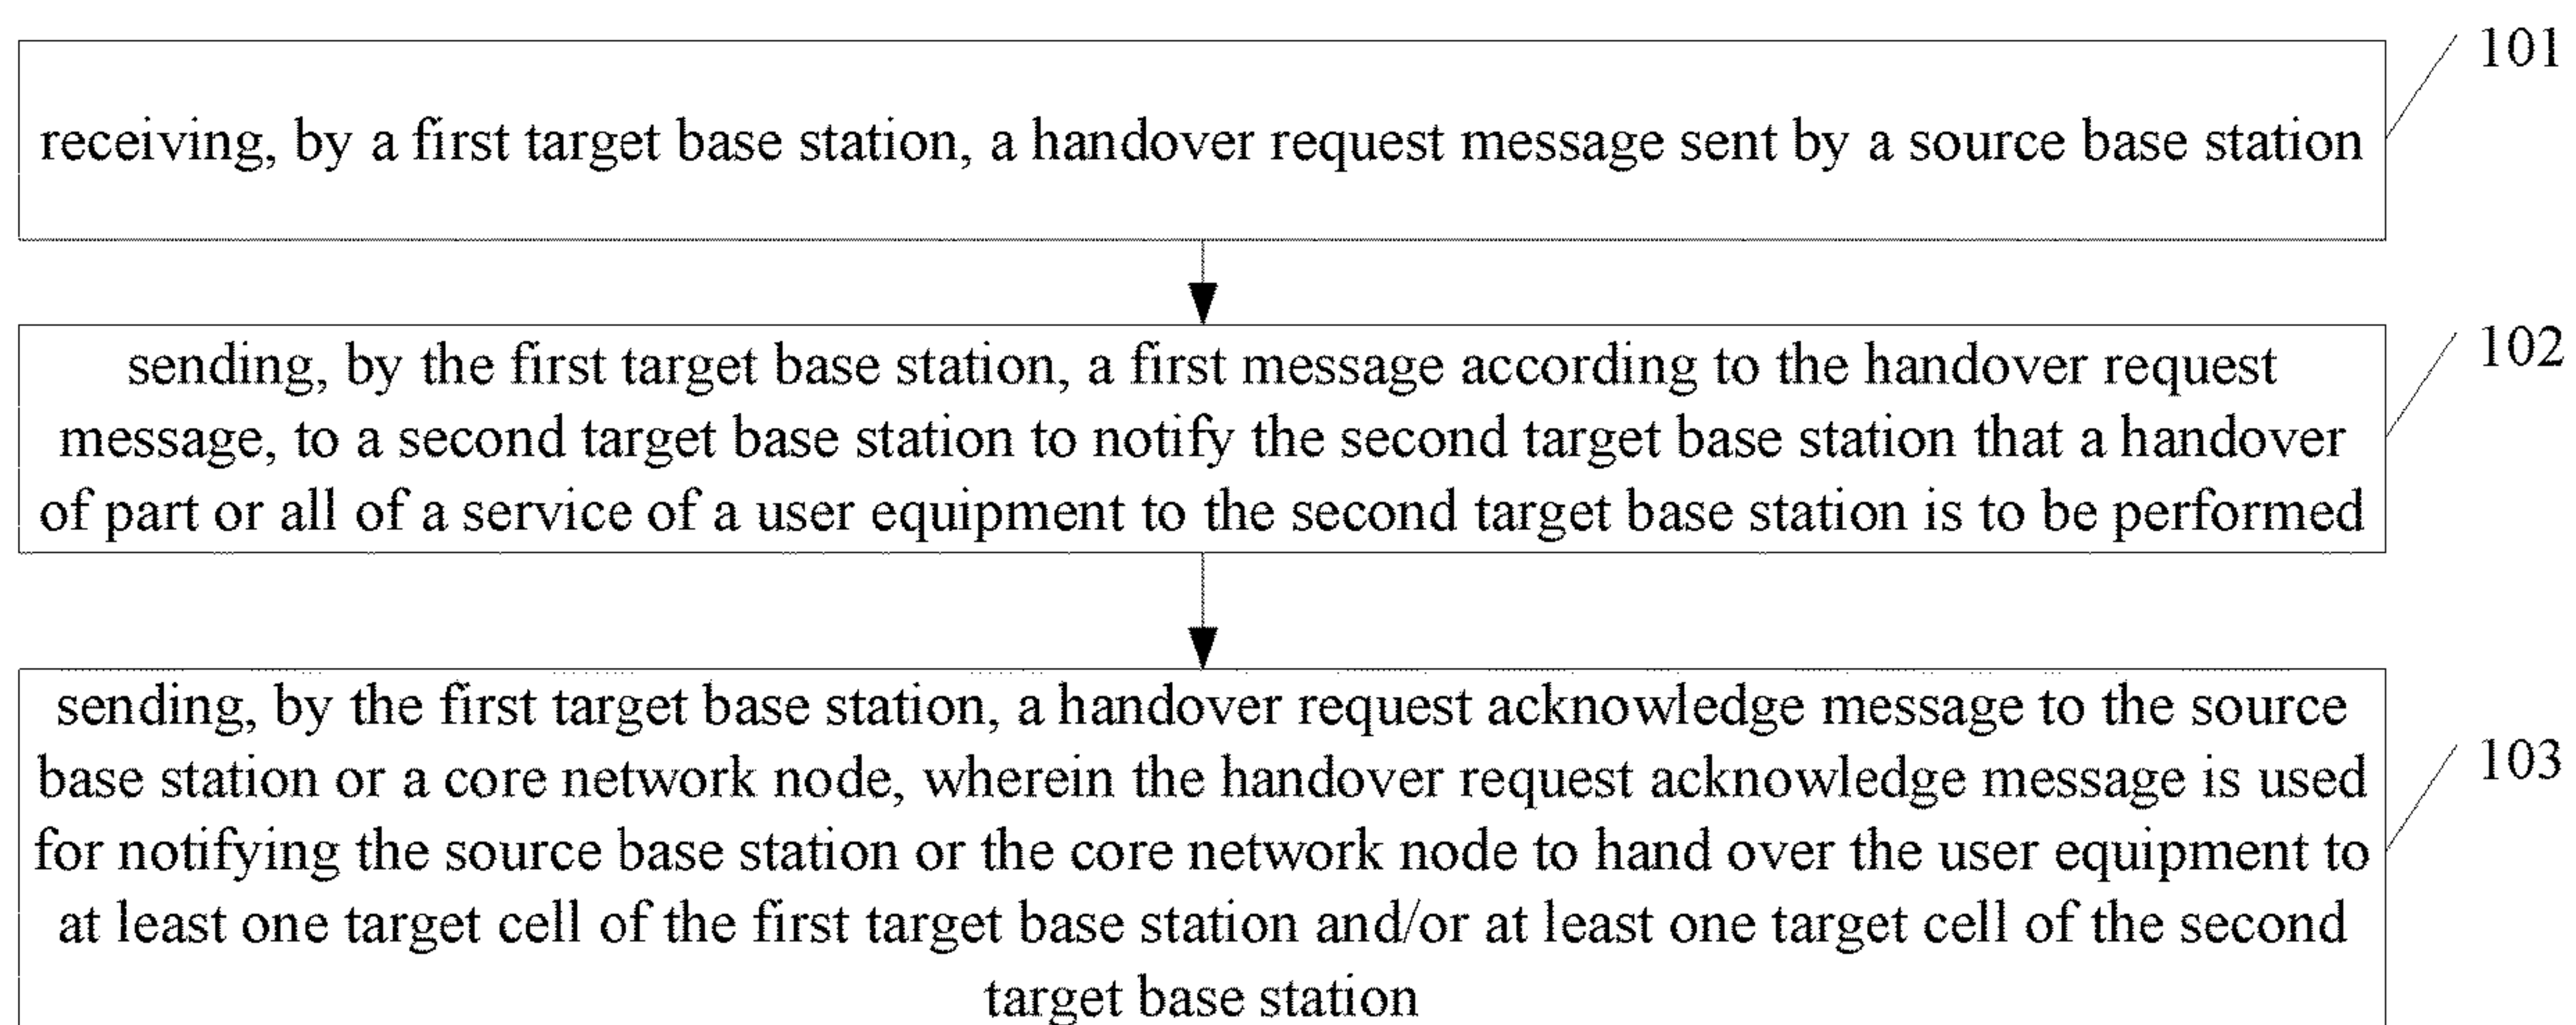 101
receiving, by a first target base station, a handover request message sent by a source base station
102
sending, by the first target base station, a first message according to the handover request
message, to a second target base station to notify the second target base station that a handover
of part or all of a service of a user equipment to the second target base station is to be performed
sending, by the first target base station, a handover request acknowledge message to the source
base station or a core network node, wherein the handover request acknowledge message is used
103
for notifying the source base station or the core network node to hand over the user equipment to
at least one target cell of the first target base station and/or at least one target cell of the second
target base station